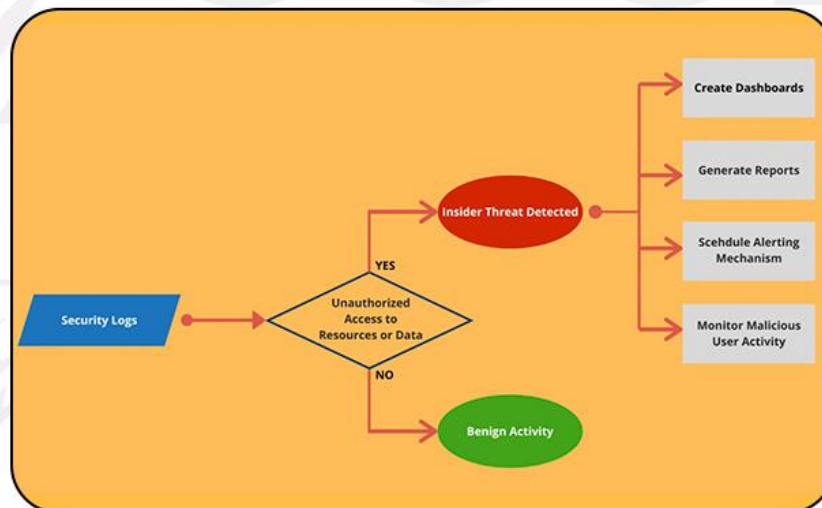 Create Dashboards
Generate Reports
Insider Threat Detected
Scehdule Alerting
Mechanism
YES
Security Logs
Unauthorized
Access to
Resources or Data
Monitor Malicious
User Activity
NO
Benign Activity